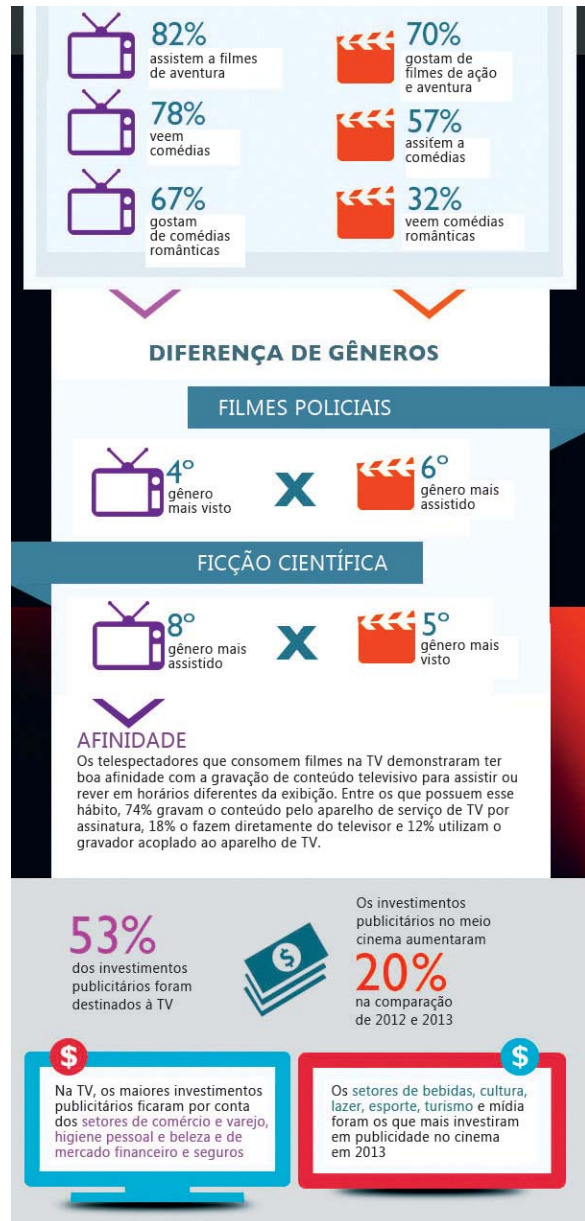 82%
assistem a filmes
de aventura
70%
gostam de
filmes de ação
e aventura
78%
veem
comédias
57%
assitem a
comédias
67%
gostam
de comédias
românticas
32%
veem comédias
românticas
DIFERENÇA DE GÊNEROS
FILMES POLICIAIS
4º
gênero
mais visto
X
6º
gênero mais
assistido
FICÇÃO CIENTÍFICA
8º
gênero mais
assistido
X
5º
gênero mais
visto
AFINIDADE
Os telespectadores que consomem filmes na TV demonstraram ter
boa afinidade com a gravação de conteúdo televisivo para assistir ou
rever em horários diferentes da exibição. Entre os que possuem esse
hábito, 74% gravam o conteúdo pelo aparelho de serviço de TV por
assinatura, 18% o fazem diretamente do televisor e 12% utilizam o
gravador acoplado ao aparelho de TV.
53%
dos investimentos
publicitários foram
destinados à TV
$
Os investimentos
publicitários no meio
cinema aumentaram
20%
na comparação
de 2012 e 2013
$
Na TV, os maiores investimentos
publicitários ficaram por conta
dos setores de comércio e varejo,
higiene pessoal e beleza e de
mercado financeiro e seguros
$
Os setores de bebidas, cultura,
lazer, esporte, turismo e mídia
foram os que mais investiram
em publicidade no cinema
em 2013